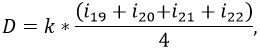 D = k * (i₁₉ + i₂₀+i₂₁ + i₂₂) / 4,